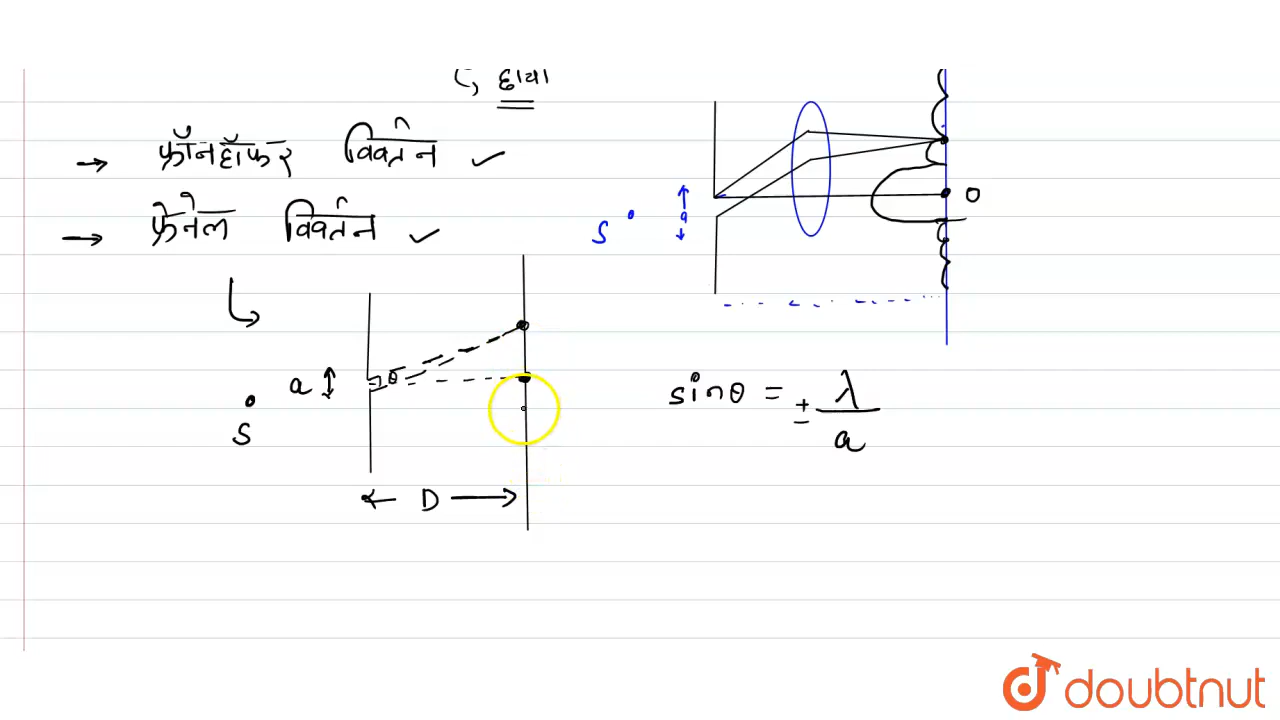 छाया
→ फ्रॉनहॉफर विवर्तन ✓
→ फ्रेनेल विवर्तन ✓
S
a
O
a
θ
S
D
sinθ = ± λ/a
doubtnut